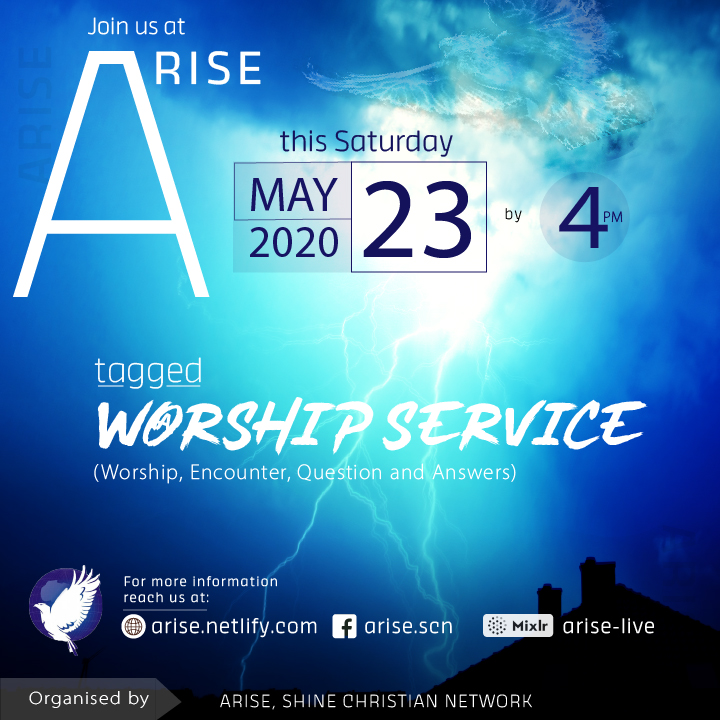 Join us at
ARISE
ARISE
this Saturday
MAY
2020
23
by
4PM
tagged
WORSHIP SERVICE
(Worship, Encounter, Question and Answers)
For more information
reach us at:
arise.netlify.com
arise.scn
Mixlr arise-live
Organised by
ARISE, SHINE CHRISTIAN NETWORK